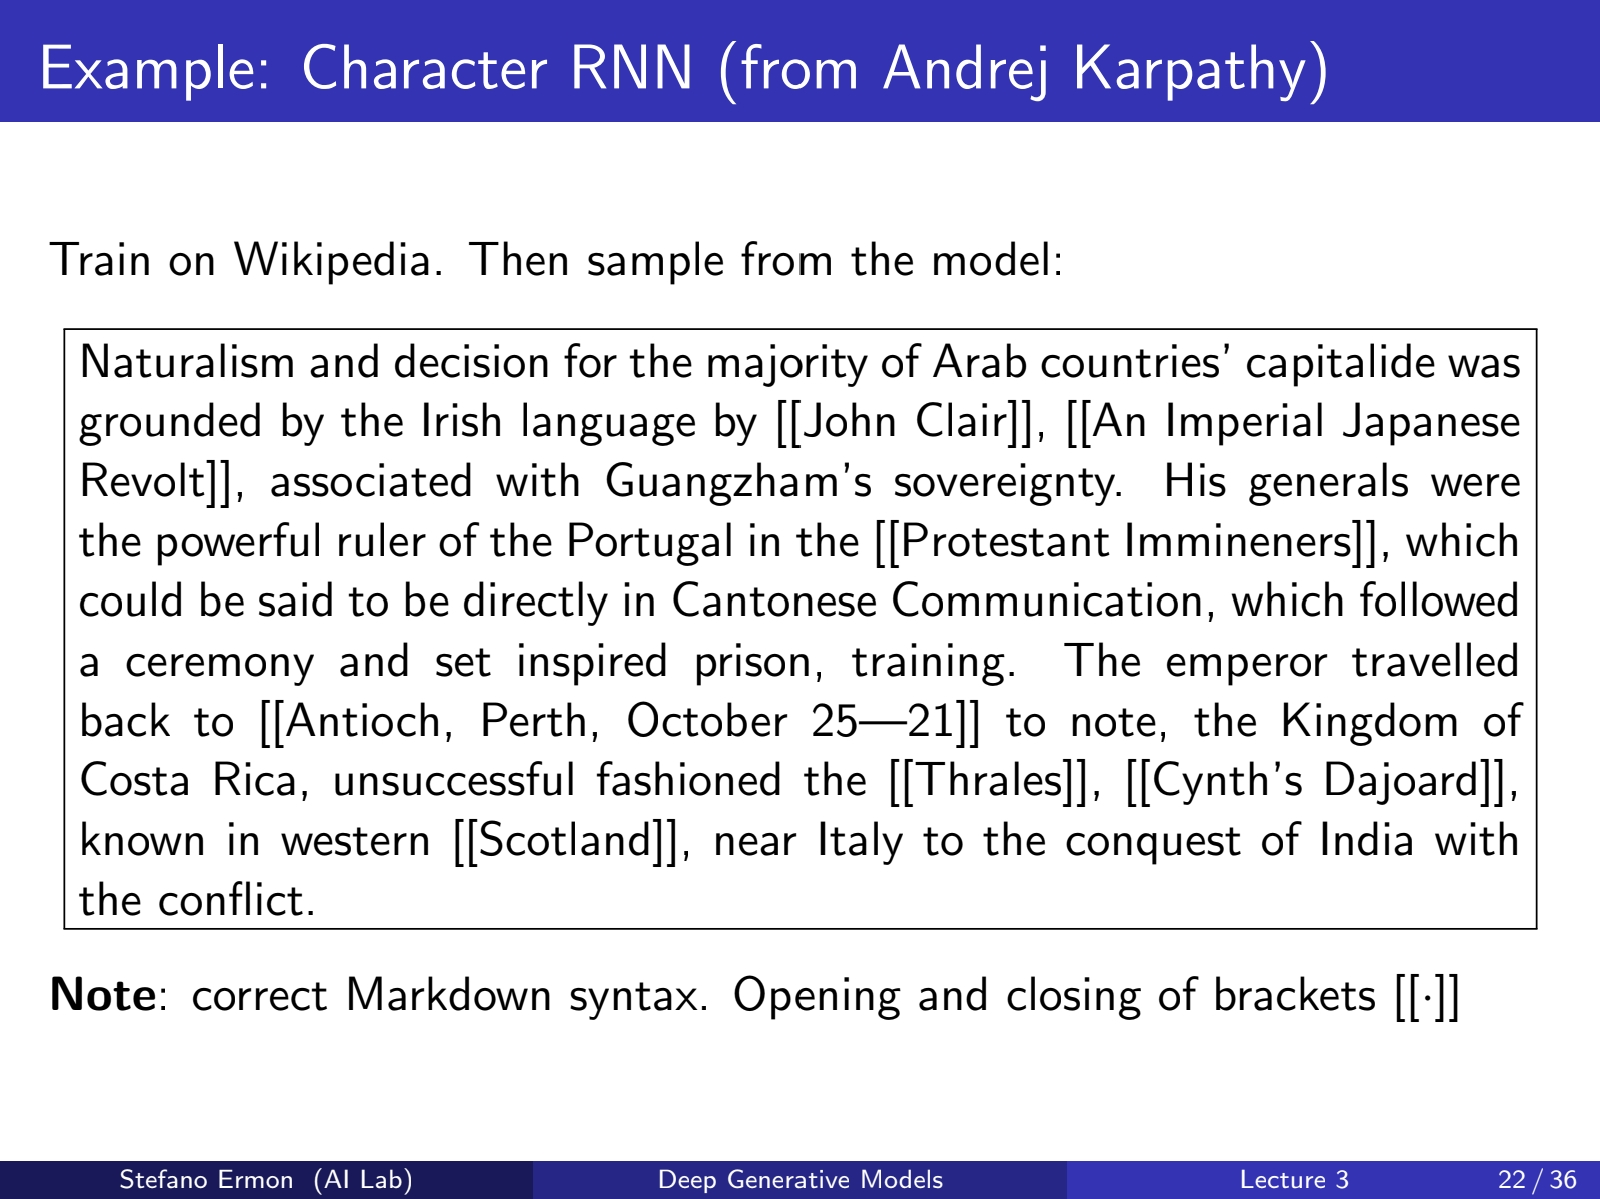 Example: Character RNN (from Andrej Karpathy)
Train on Wikipedia. Then sample from the model:
Naturalism and decision for the majority of Arab countries’ capitalide was
grounded by the Irish language by [[John Clair]], [[An Imperial Japanese
Revolt]], associated with Guangzham’s sovereignty. His generals were
the powerful ruler of the Portugal in the [[Protestant Immineners]], which
could be said to be directly in Cantonese Communication, which followed
a ceremony and set inspired prison, training. The emperor travelled
back to [[Antioch, Perth, October 25—21]] to note, the Kingdom of
Costa Rica, unsuccessful fashioned the [[Thrales]], [[Cynth’s Dajoard]],
known in western [[Scotland]], near Italy to the conquest of India with
the conflict.
Note: correct Markdown syntax. Opening and closing of brackets [[·]]
Stefano Ermon (AI Lab) Deep Generative Models Lecture 3 22 / 36